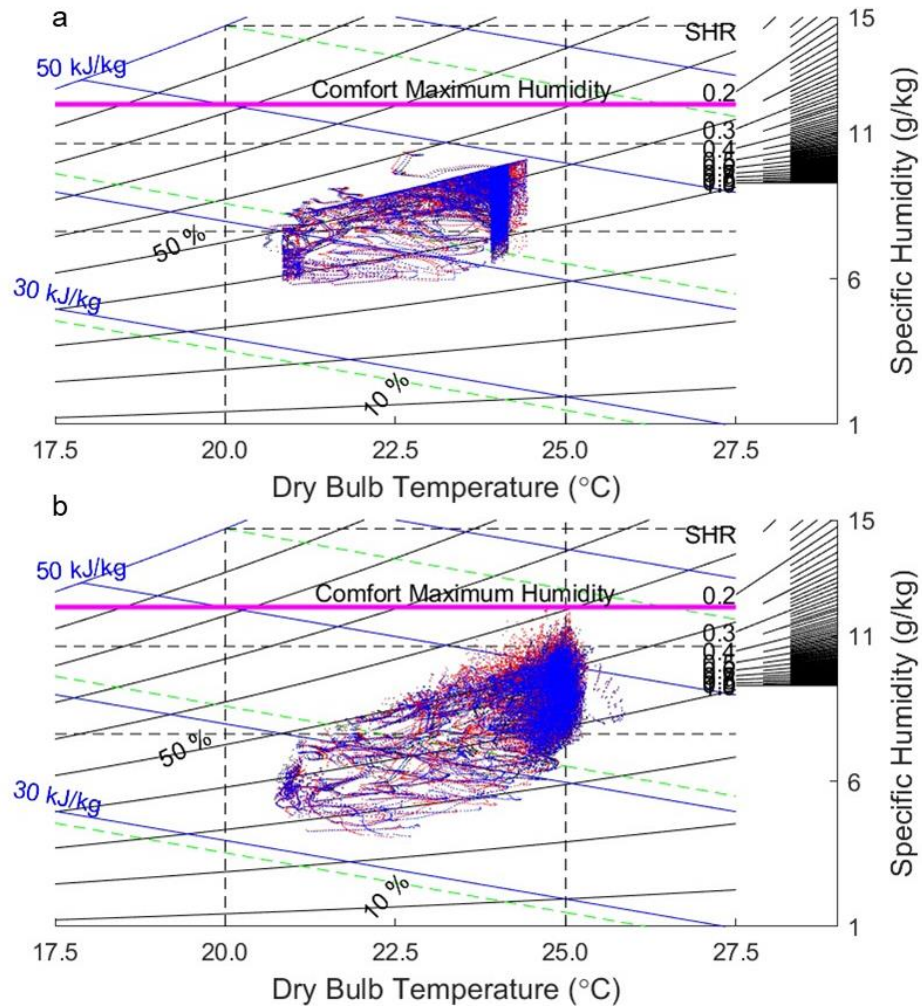 a
15
SHR
50 kJ/kg
Comfort Maximum Humidity
0.2
0.3
11
0.4
50 %
30 kJ/kg
6
10 %
1
17.5 20.0 22.5 25.0 27.5
Dry Bulb Temperature (°C)
Specific Humidity (g/kg)
b
15
SHR
50 kJ/kg
Comfort Maximum Humidity
0.2
0.3
11
0.4
50 %
30 kJ/kg
6
10 %
1
17.5 20.0 22.5 25.0 27.5
Dry Bulb Temperature (°C)
Specific Humidity (g/kg)